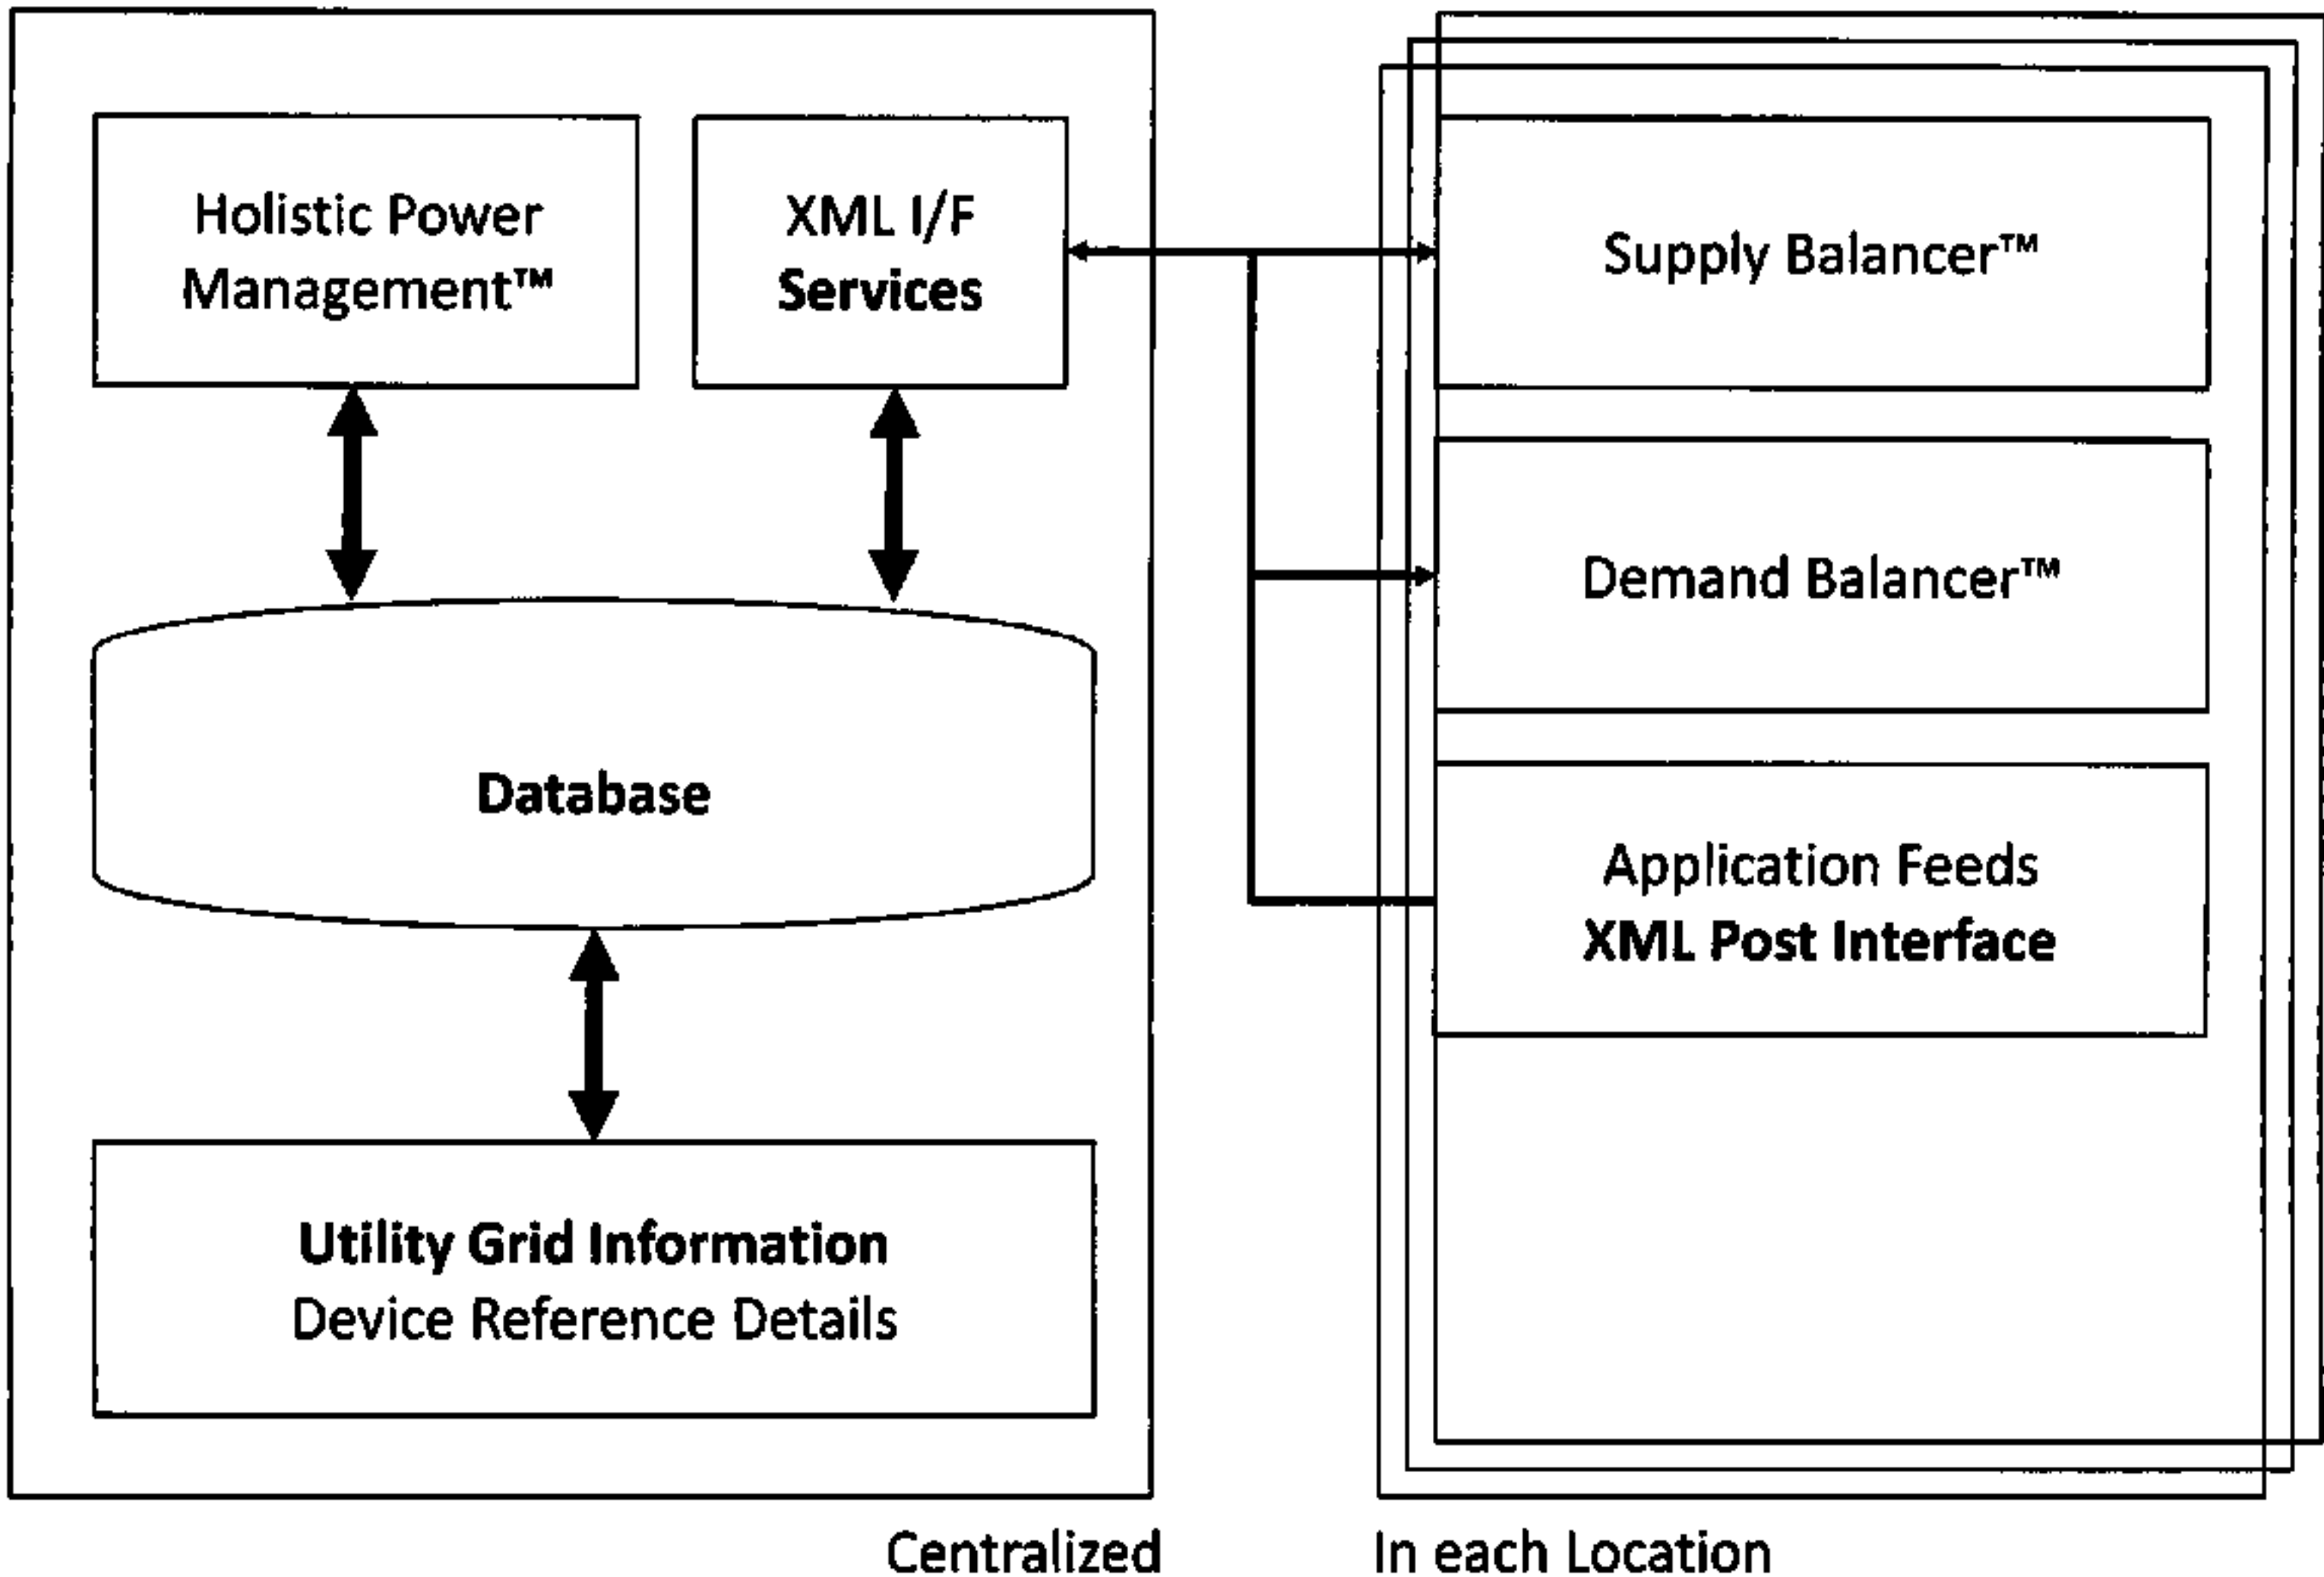 Holistic Power
Management™
XML I/F
Services
Supply Balancer™
Demand Balancer™
Database
Application Feeds
XML Post Interface
Utility Grid Information
Device Reference Details
Centralized
In each Location